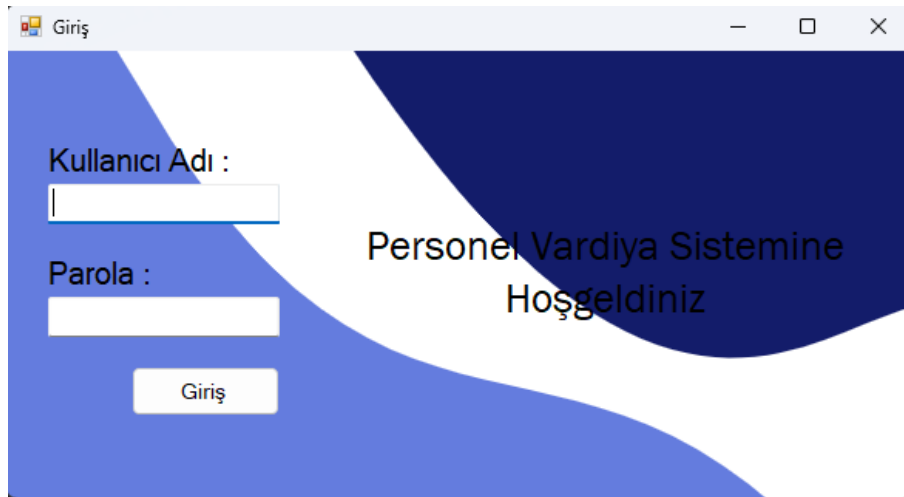 Giriş
Kullanıcı Adı :
Parola :
Giriş
Personel Vardiya Sistemine
Hoşgeldiniz